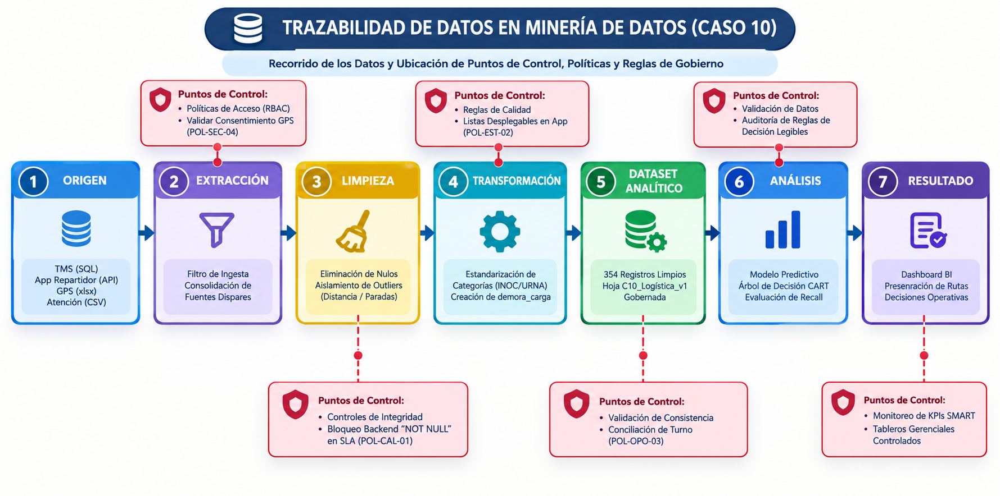 TRAZABILIDAD DE DATOS EN MINERÍA DE DATOS (CASO 10)
Recorrido de los Datos y Ubicación de Puntos de Control, Políticas y Reglas de Gobierno
Puntos de Control:
• Políticas de Acceso (RBAC)
• Validar Consentimiento GPS
(POL-SEC-04)
Puntos de Control:
• Reglas de Calidad
• Listas Desplegables en App
(POL-EST-02)
Puntos de Control:
• Validación de Datos
• Auditoría de Reglas de
Decisión Legibles
1 ORIGEN
TMS (SQL)
App Repartidor (API)
GPS (xlsx)
Atención (CSV)
2 EXTRACCIÓN
Filtro de Ingesta
Consolidación de
Fuentes Dispares
3 LIMPIEZA
Eliminación de Nulos
Aislamiento de Outliers
(Distancia / Paradas)
4 TRANSFORMACIÓN
Estandarización de
Categorías (INOC/URNA)
Creación de demora_carga
5 DATASET
ANALÍTICO
354 Registros Limpios
Hoja C10_Logística_v1
Gobernada
6 ANÁLISIS
Modelo Predictivo
Árbol de Decisión CART
Evaluación de Recall
7 RESULTADO
Dashboard BI
Presenración de Rutas
Decisiones Operativas
Puntos de Control:
• Controles de Integridad
• Bloqueo Backend “NOT NULL”
en SLA (POL-CAL-01)
Puntos de Control:
• Validación de Consistencia
• Conciliación de Turno
(POL-OPO-03)
Puntos de Control:
• Monitoreo de KPIs SMART
• Tableros Gerenciales
Controlados